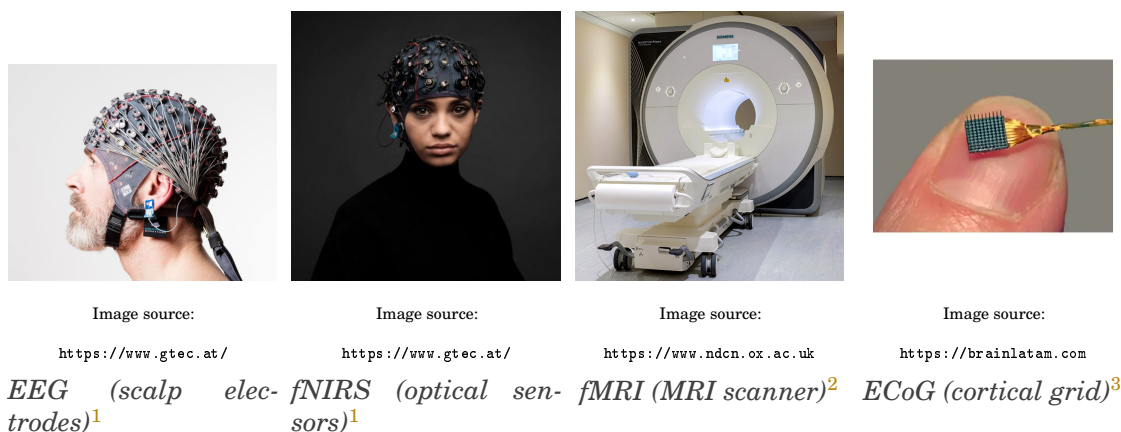 SIEMENS
Image source:
https://www.gtec.at/
EEG (scalp elec-
trodes)1
Image source:
https://www.gtec.at/
fNIRS (optical sen-
sors)1
Image source:
https://www.ndcn.ox.ac.uk
fMRI (MRI scanner)2
Image source:
https://brainlatam.com
ECoG (cortical grid)3